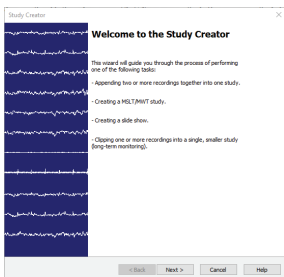 Study Creator
Welcome to the Study Creator
This wizard will guide you through the process of performing
one of the following tasks:
- Appending two or more recordings together into one study.
- Creating a MSLT/MWT study.
- Creating a slide show.
- Clipping one or more recordings into a single, smaller study
(long-term monitoring).
< Back
Next >
Cancel
Help